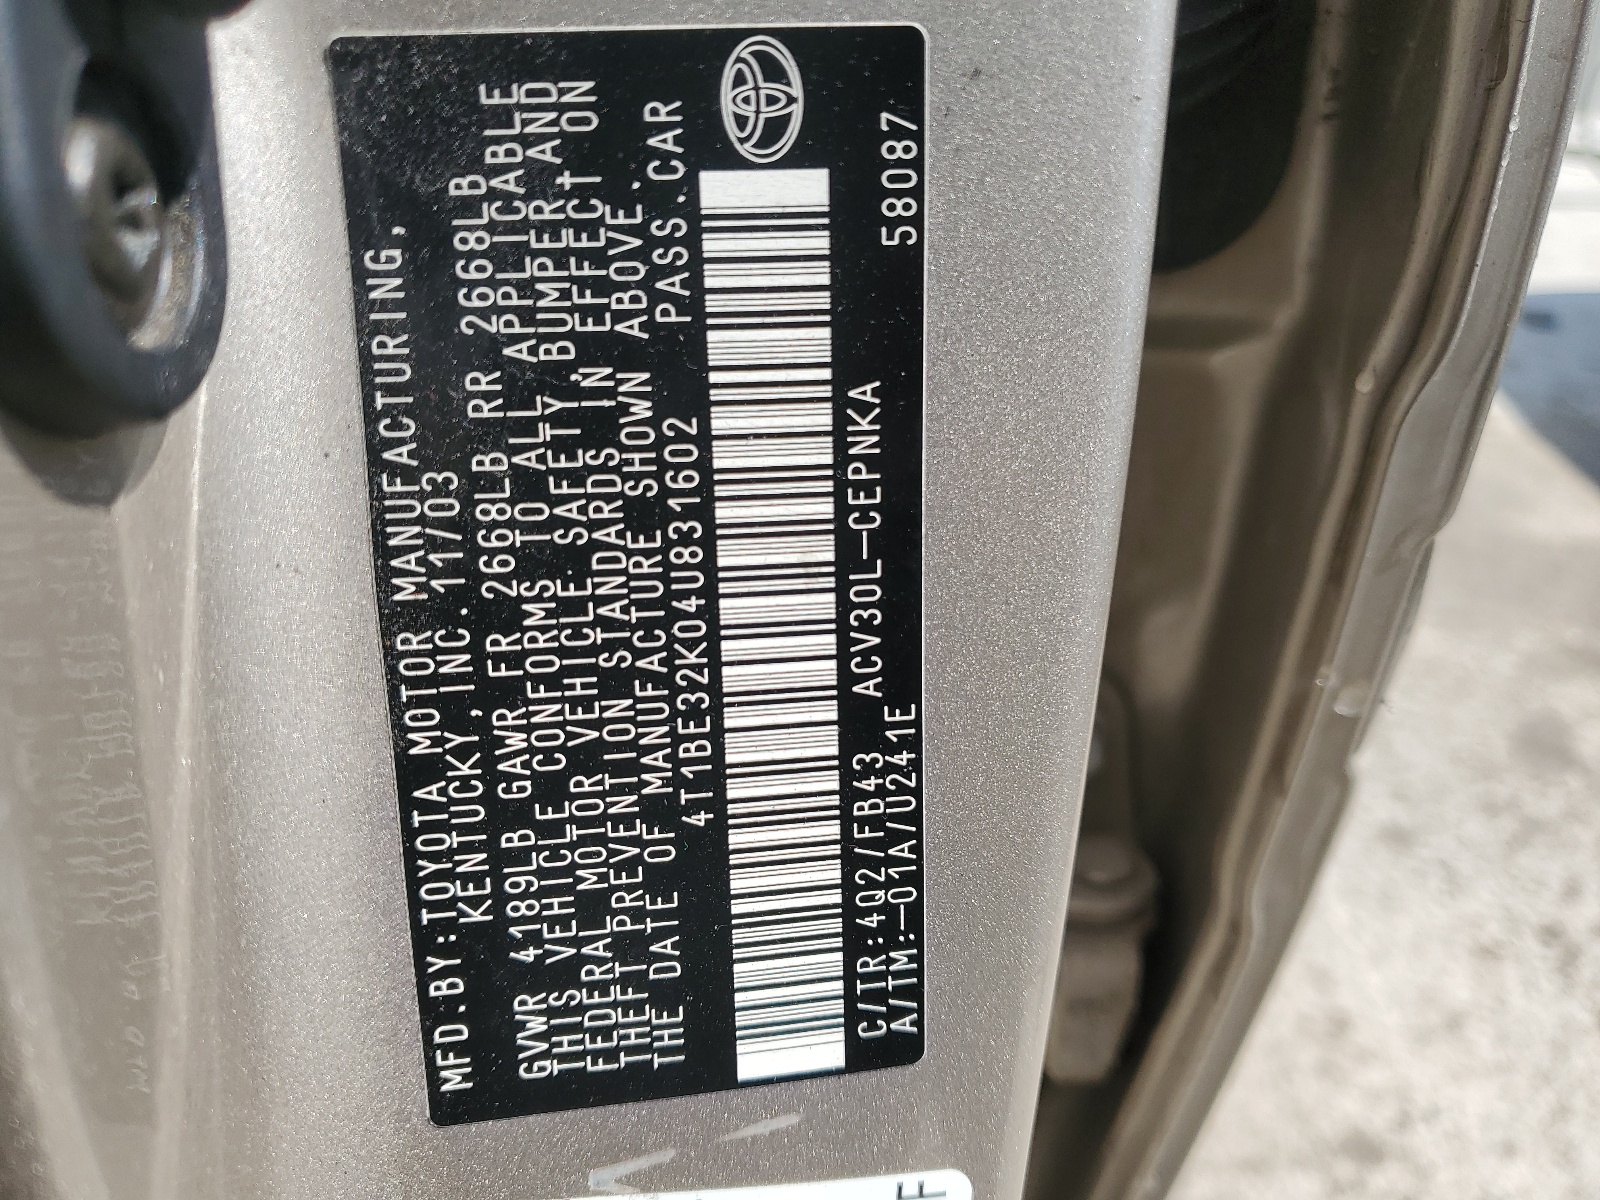 MFD.BY:TOYOTA MOTOR MANUFACTURING,
KENTUCKY,INC. 11/03
GVWR 4189LB GAWR FR 2668LB RR 2668LB
THIS VEHICLE CONFORMS TO ALL APPLICABLE
FEDERAL MOTOR VEHICLE SAFETY,BUMPER AND
THEFT PREVENTION STANDARDS IN EFFECT ON
THE DATE OF MANUFACTURE SHOWN ABOVE.
4T1BE32K04U831602 PASS.CAR
C/TR:4Q2/FB43 ACV30L-CEPNKA
A/TM:-01A/U241E 58087
F